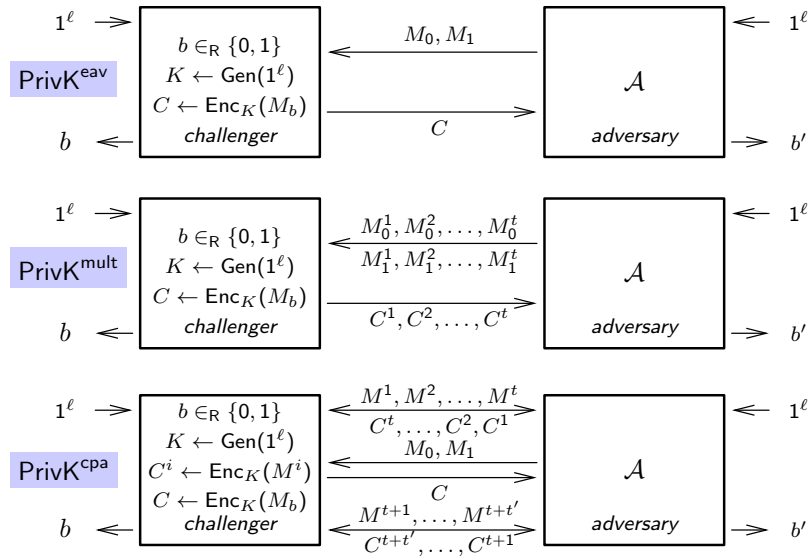 1^ℓ
b ∈_R {0, 1}
K ← Gen(1^ℓ)
C ← Enc_K(M_b)
challenger
PrivK^eav
b
M_0, M_1
C
𝒜
adversary
1^ℓ
b′
1^ℓ
b ∈_R {0, 1}
K ← Gen(1^ℓ)
C ← Enc_K(M_b)
challenger
PrivK^mult
b
M_0^1, M_0^2, . . . , M_0^t
M_1^1, M_1^2, . . . , M_1^t
C^1, C^2, . . . , C^t
𝒜
adversary
1^ℓ
b′
1^ℓ
b ∈_R {0, 1}
K ← Gen(1^ℓ)
C^i ← Enc_K(M^i)
C ← Enc_K(M_b)
challenger
PrivK^cpa
b
M^1, M^2, . . . , M^t
C^t, . . . , C^2, C^1
M_0, M_1
C
M^{t+1}, . . . , M^{t+t′}
C^{t+t′}, . . . , C^{t+1}
𝒜
adversary
1^ℓ
b′